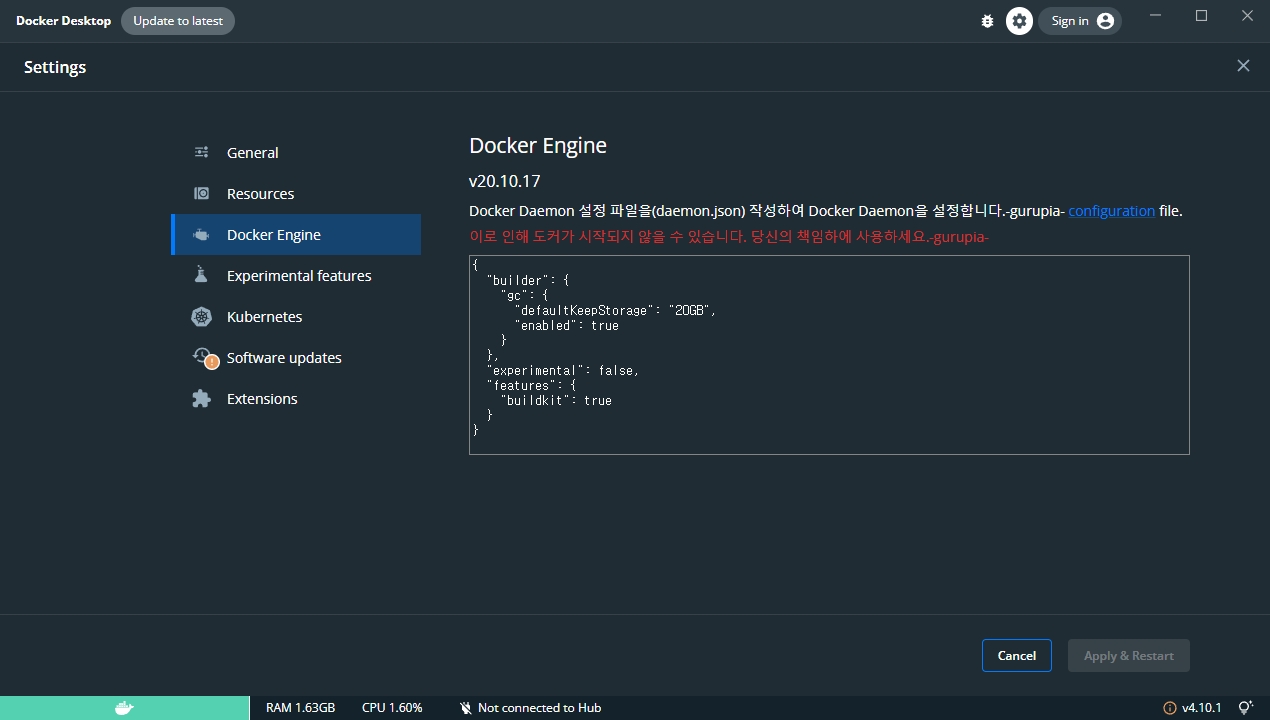 Docker Desktop
Update to latest
Sign in
Settings
General
Resources
Docker Engine
Experimental features
Kubernetes
Software updates
Extensions
Docker Engine
v20.10.17
Docker Daemon 설정 파일을(daemon.json) 작성하여 Docker Daemon을 설정합니다.-gurupia- configuration file.
이로 인해 도커가 시작되지 않을 수 있습니다. 당신의 책임하에 사용하세요.-gurupia-
{
"builder": {
"gc": {
"defaultKeepStorage": "20GB",
"enabled": true
}
},
"experimental": false,
"features": {
"buildkit": true
}
}
Cancel
Apply & Restart
RAM 1.63GB
CPU 1.60%
Not connected to Hub
v4.10.1